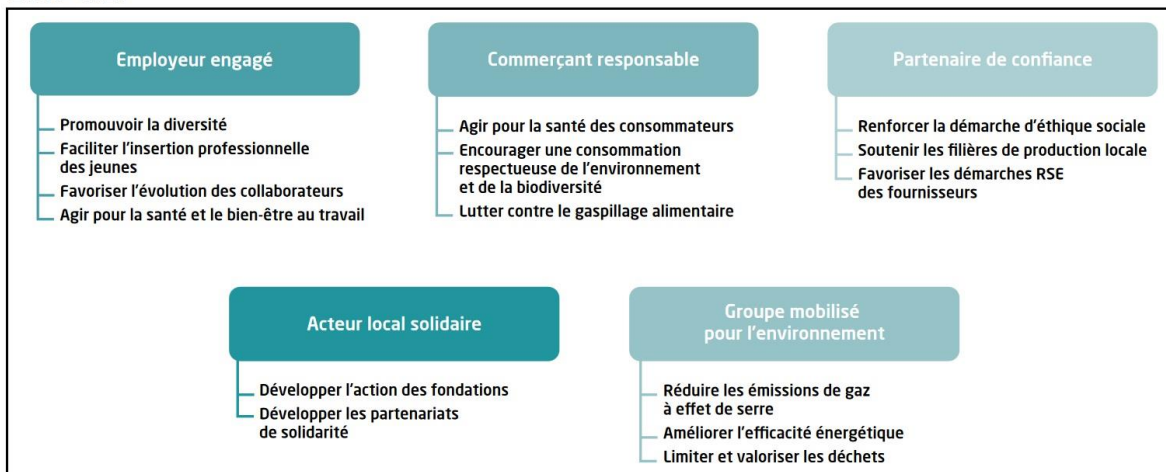 Employeur engagé
Promouvoir la diversité
Faciliter l'insertion professionnelle
des jeunes
Favoriser l'évolution des collaborateurs
Agir pour la santé et le bien-être au travail
Commerçant responsable
Agir pour la santé des consommateurs
Encourager une consommation
respectueuse de l'environnement
et de la biodiversité
Lutter contre le gaspillage alimentaire
Partenaire de confiance
Renforcer la démarche d'éthique sociale
Soutenir les filières de production locale
Favoriser les démarches RSE
des fournisseurs
Acteur local solidaire
Développer l'action des fondations
Développer les partenariats
de solidarité
Groupe mobilisé
pour l'environnement
Réduire les émissions de gaz
à effet de serre
Améliorer l'efficacité énergétique
Limiter et valoriser les déchets